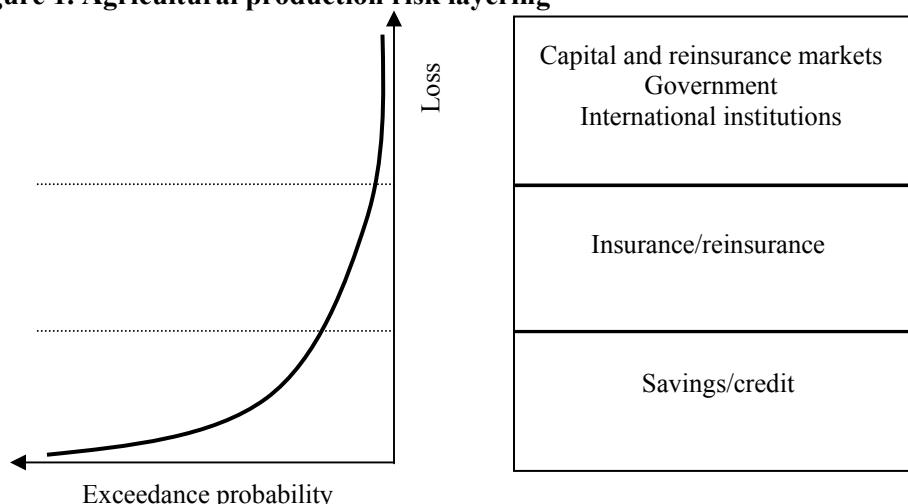 gure 1. Agricultural production risk layering
Loss
Exceedance probability
Capital and reinsurance markets
Government
International institutions
Insurance/reinsurance
Savings/credit